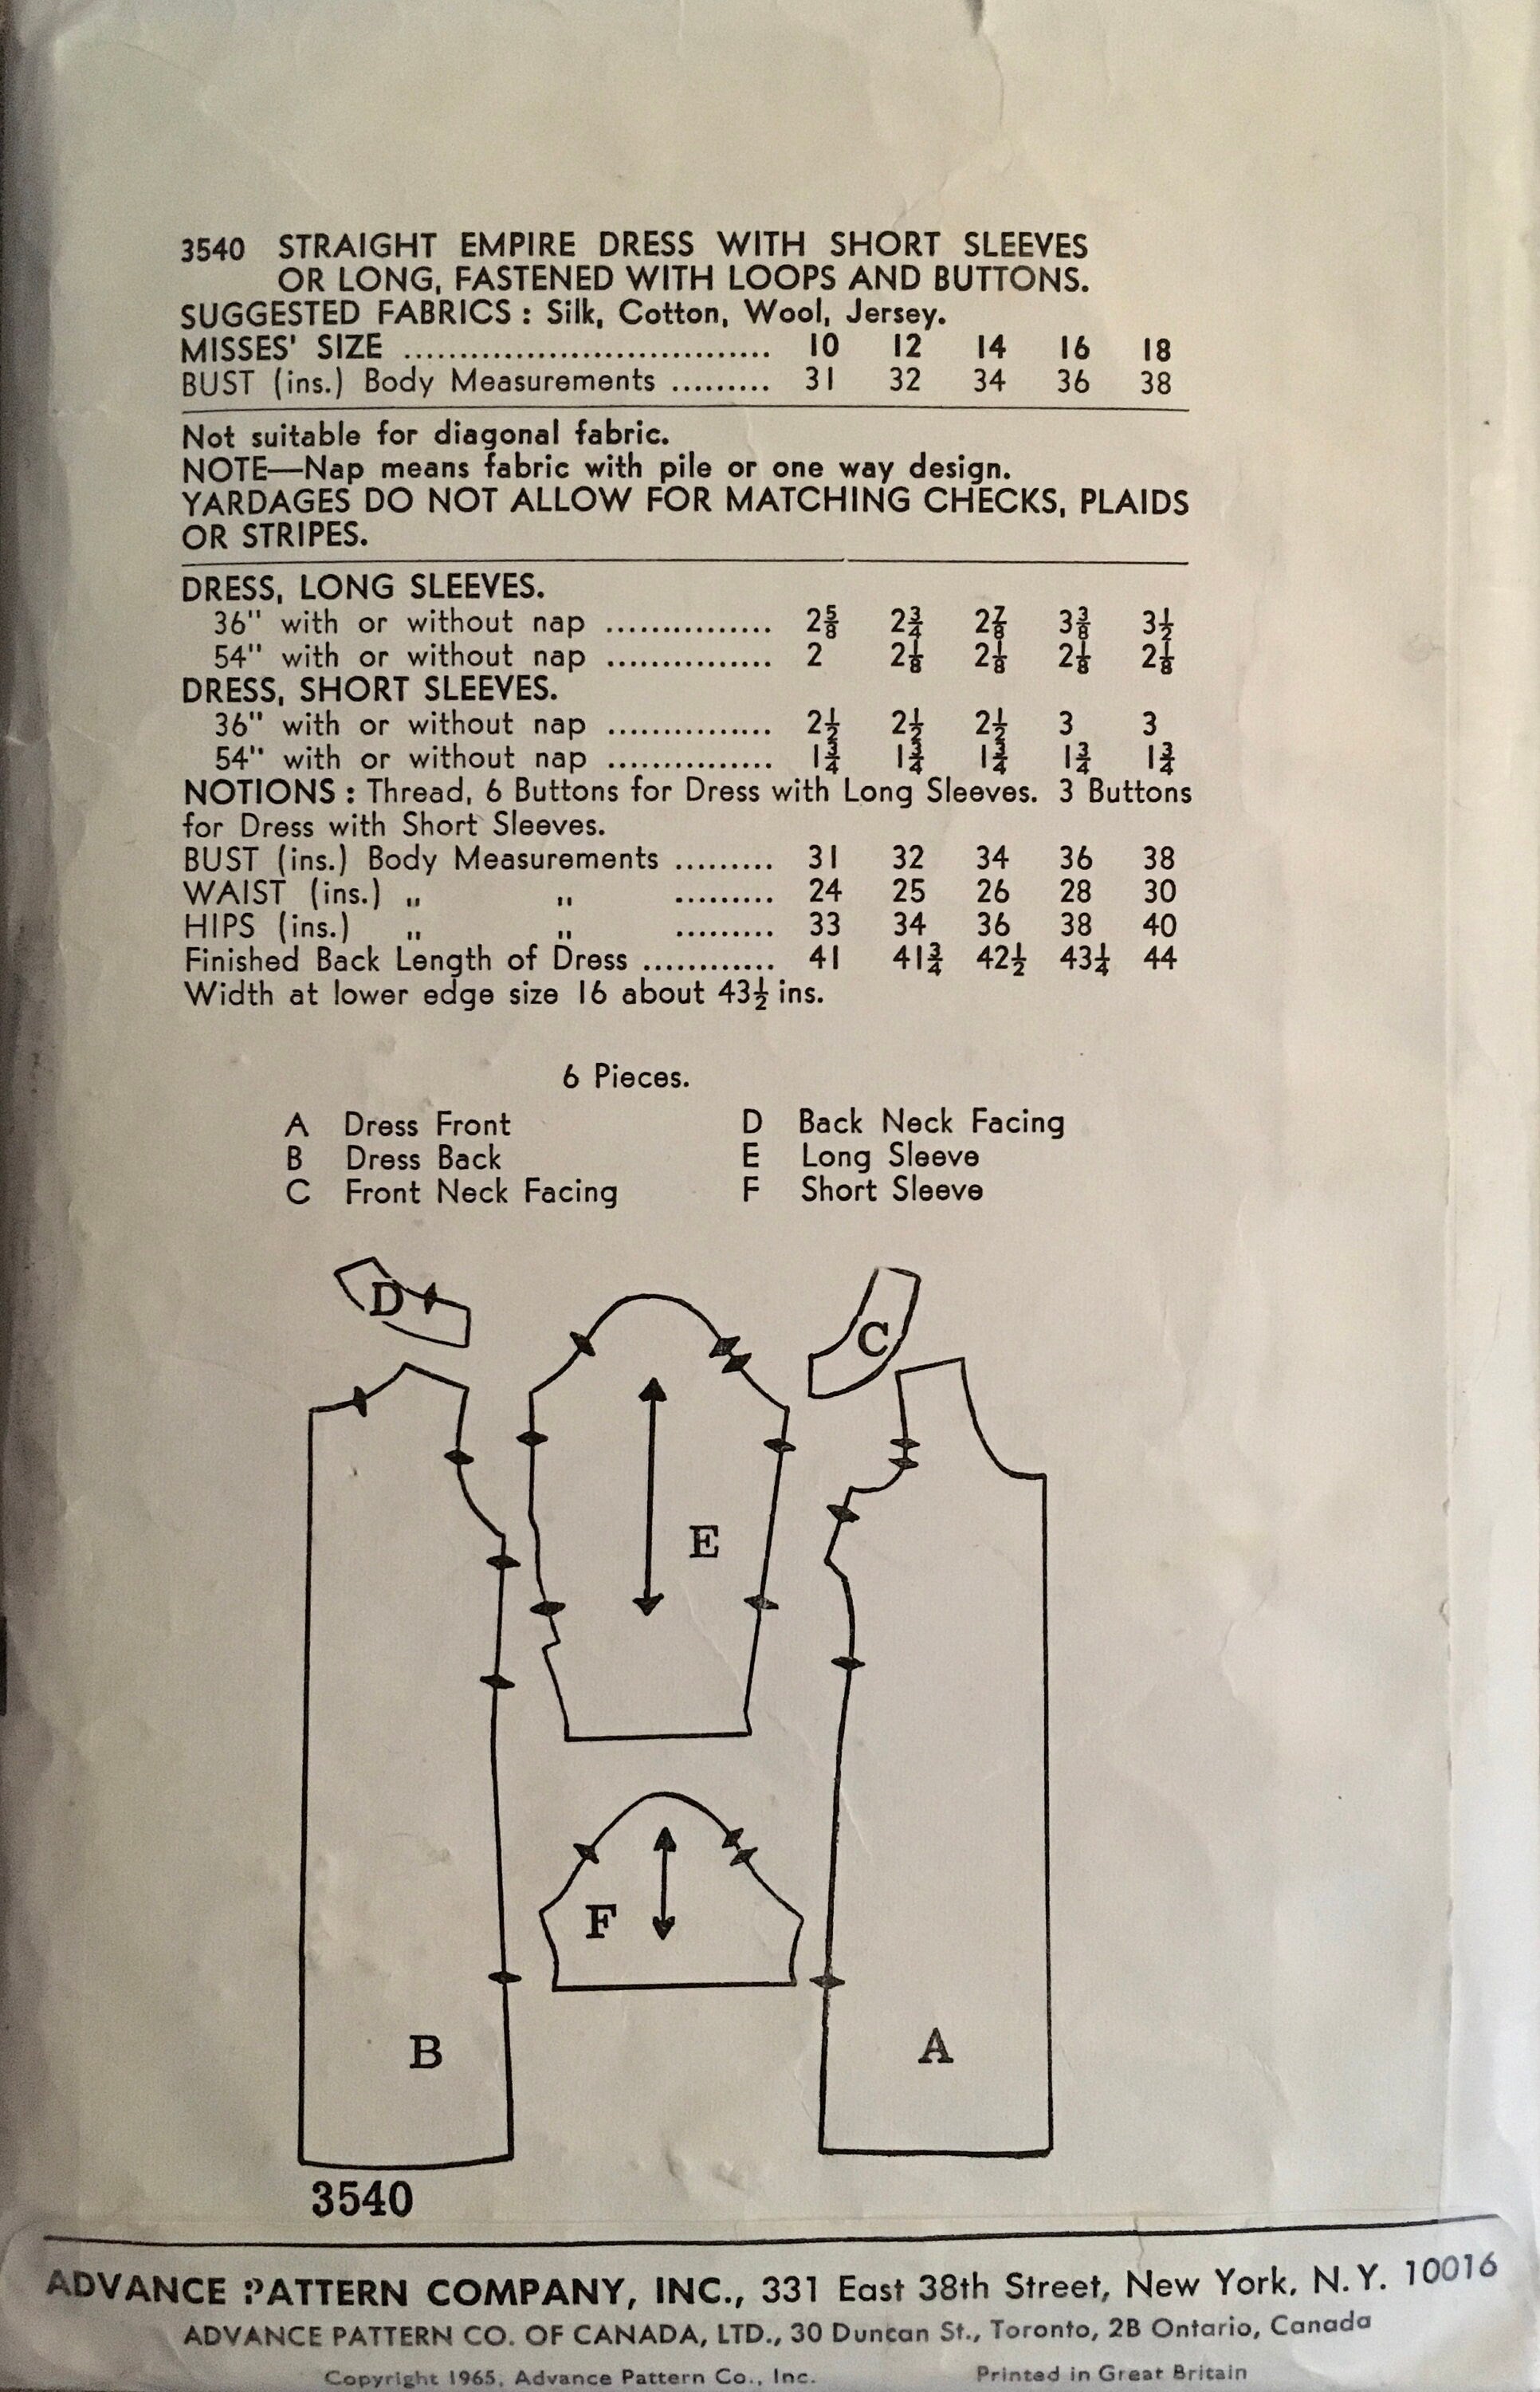 3540 STRAIGHT EMPIRE DRESS WITH SHORT SLEEVES
OR LONG, FASTENED WITH LOOPS AND BUTTONS.
SUGGESTED FABRICS : Silk, Cotton, Wool, Jersey.
MISSES' SIZE .................................. 10 12 14 16 18
BUST (ins.) Body Measurements ......... 31 32 34 36 38
Not suitable for diagonal fabric.
NOTE—Nap means fabric with pile or one way design.
YARDAGES DO NOT ALLOW FOR MATCHING CHECKS, PLAIDS
OR STRIPES.
DRESS, LONG SLEEVES.
36" with or without nap ............... 2⅝ 2¾ 2⅞ 3⅜ 3½
54" with or without nap ............... 2 2⅛ 2⅛ 2⅛ 2⅛
DRESS, SHORT SLEEVES.
36" with or without nap ............... 2½ 2½ 2½ 3 3
54" with or without nap ............... 1¾ 1¾ 1¾ 1¾ 1¾
NOTIONS : Thread, 6 Buttons for Dress with Long Sleeves. 3 Buttons
for Dress with Short Sleeves.
BUST (ins.) Body Measurements ......... 31 32 34 36 38
WAIST (ins.) ,, ,, ......... 24 25 26 28 30
HIPS (ins.) ,, ,, ......... 33 34 36 38 40
Finished Back Length of Dress ............ 41 41¾ 42½ 43¼ 44
Width at lower edge size 16 about 43½ ins.
6 Pieces.
A Dress Front
B Dress Back
C Front Neck Facing
D Back Neck Facing
E Long Sleeve
F Short Sleeve
D
C
E
F
B
A
3540
ADVANCE PATTERN COMPANY, INC., 331 East 38th Street, New York, N.Y. 10016
ADVANCE PATTERN CO. OF CANADA, LTD., 30 Duncan St., Toronto, 2B Ontario, Canada
Copyright 1965, Advance Pattern Co., Inc. Printed in Great Britain